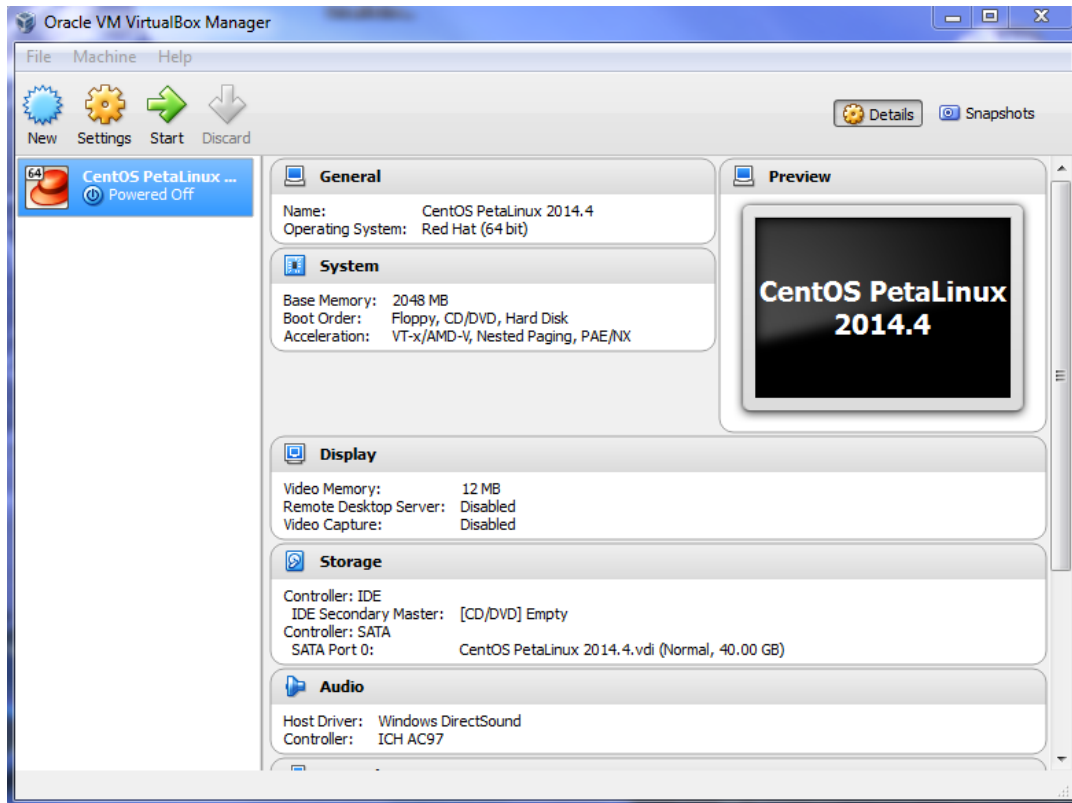 Oracle VM VirtualBox Manager
File Machine Help
New Settings Start Discard
Details Snapshots
64
CentOS PetaLinux ...
Powered Off
General
Name: CentOS PetaLinux 2014.4
Operating System: Red Hat (64 bit)
System
Base Memory: 2048 MB
Boot Order: Floppy, CD/DVD, Hard Disk
Acceleration: VT-x/AMD-V, Nested Paging, PAE/NX
Preview
CentOS PetaLinux
2014.4
Display
Video Memory: 12 MB
Remote Desktop Server: Disabled
Video Capture: Disabled
Storage
Controller: IDE
IDE Secondary Master: [CD/DVD] Empty
Controller: SATA
SATA Port 0: CentOS PetaLinux 2014.4.vdi (Normal, 40.00 GB)
Audio
Host Driver: Windows DirectSound
Controller: ICH AC97